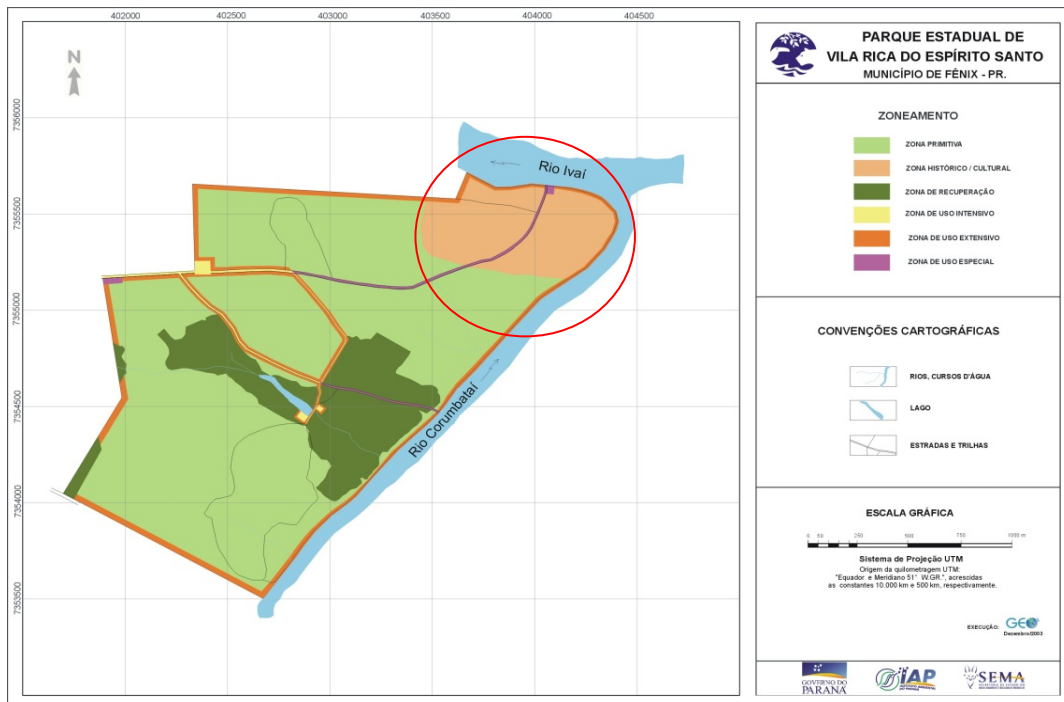 402000 402500 403000 403500 404000 404500
7356000
7355500
7355000
7354500
7354000
7353500
N
Rio Ivaí
Rio Corumbataí
PARQUE ESTADUAL DE
VILA RICA DO ESPÍRITO SANTO
MUNICÍPIO DE FÊNIX - PR.
ZONEAMENTO
ZONA PRIMITIVA
ZONA HISTÓRICO / CULTURAL
ZONA DE RECUPERAÇÃO
ZONA DE USO INTENSIVO
ZONA DE USO EXTENSIVO
ZONA DE USO ESPECIAL
CONVENÇÕES CARTOGRÁFICAS
RIOS, CURSOS D'ÁGUA
LAGO
ESTRADAS E TRILHAS
ESCALA GRÁFICA
0 50 250 500 750 1000 m
Sistema de Projeção UTM
Origem da quilometragem UTM:
"Equador e Meridiano 51° W.GR.", acrescidas
as constantes 10.000 km e 500 km, respectivamente.
EXECUÇÃO: GEO
Dezembro/2003
GOVERNO DO
PARANÁ
IAP
SEMA